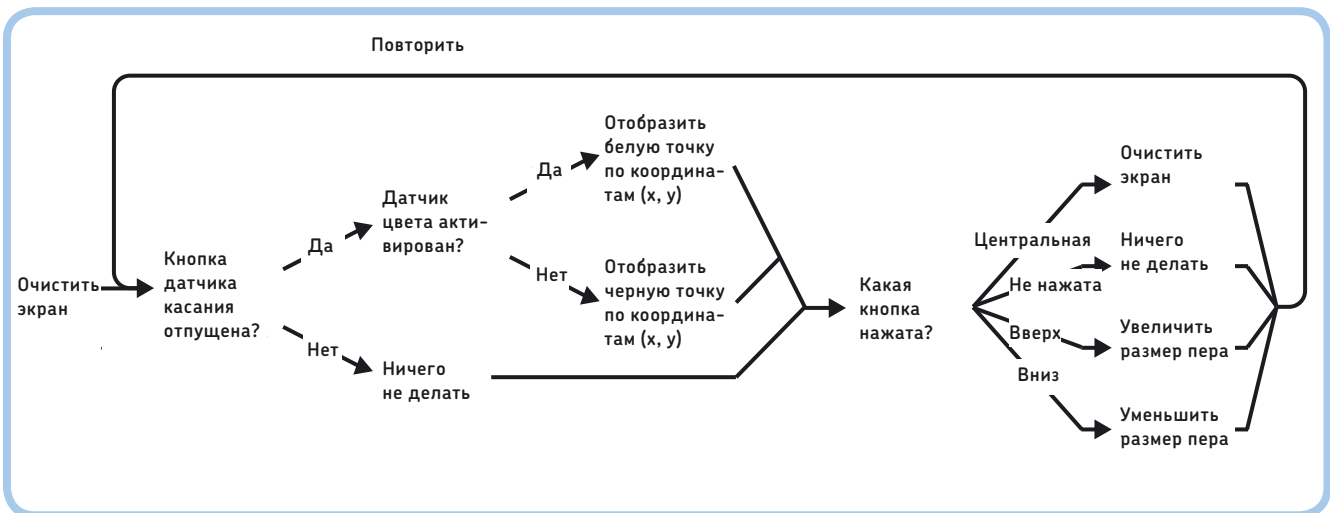 Повторить
Очистить
экран
Кнопка
датчика
касания
отпущена?
Да
Нет
Датчик
цвета акти-
вирован?
Ничего
не делать
Да
Нет
Отобразить
белую точку
по координа-
там (x, y)
Отобразить
черную точку
по координа-
там (x, y)
Какая
кнопка
нажата?
Центральная
Не нажата
Вверх
Вниз
Очистить
экран
Ничего
не делать
Увеличить
размер пера
Уменьшить
размер пера